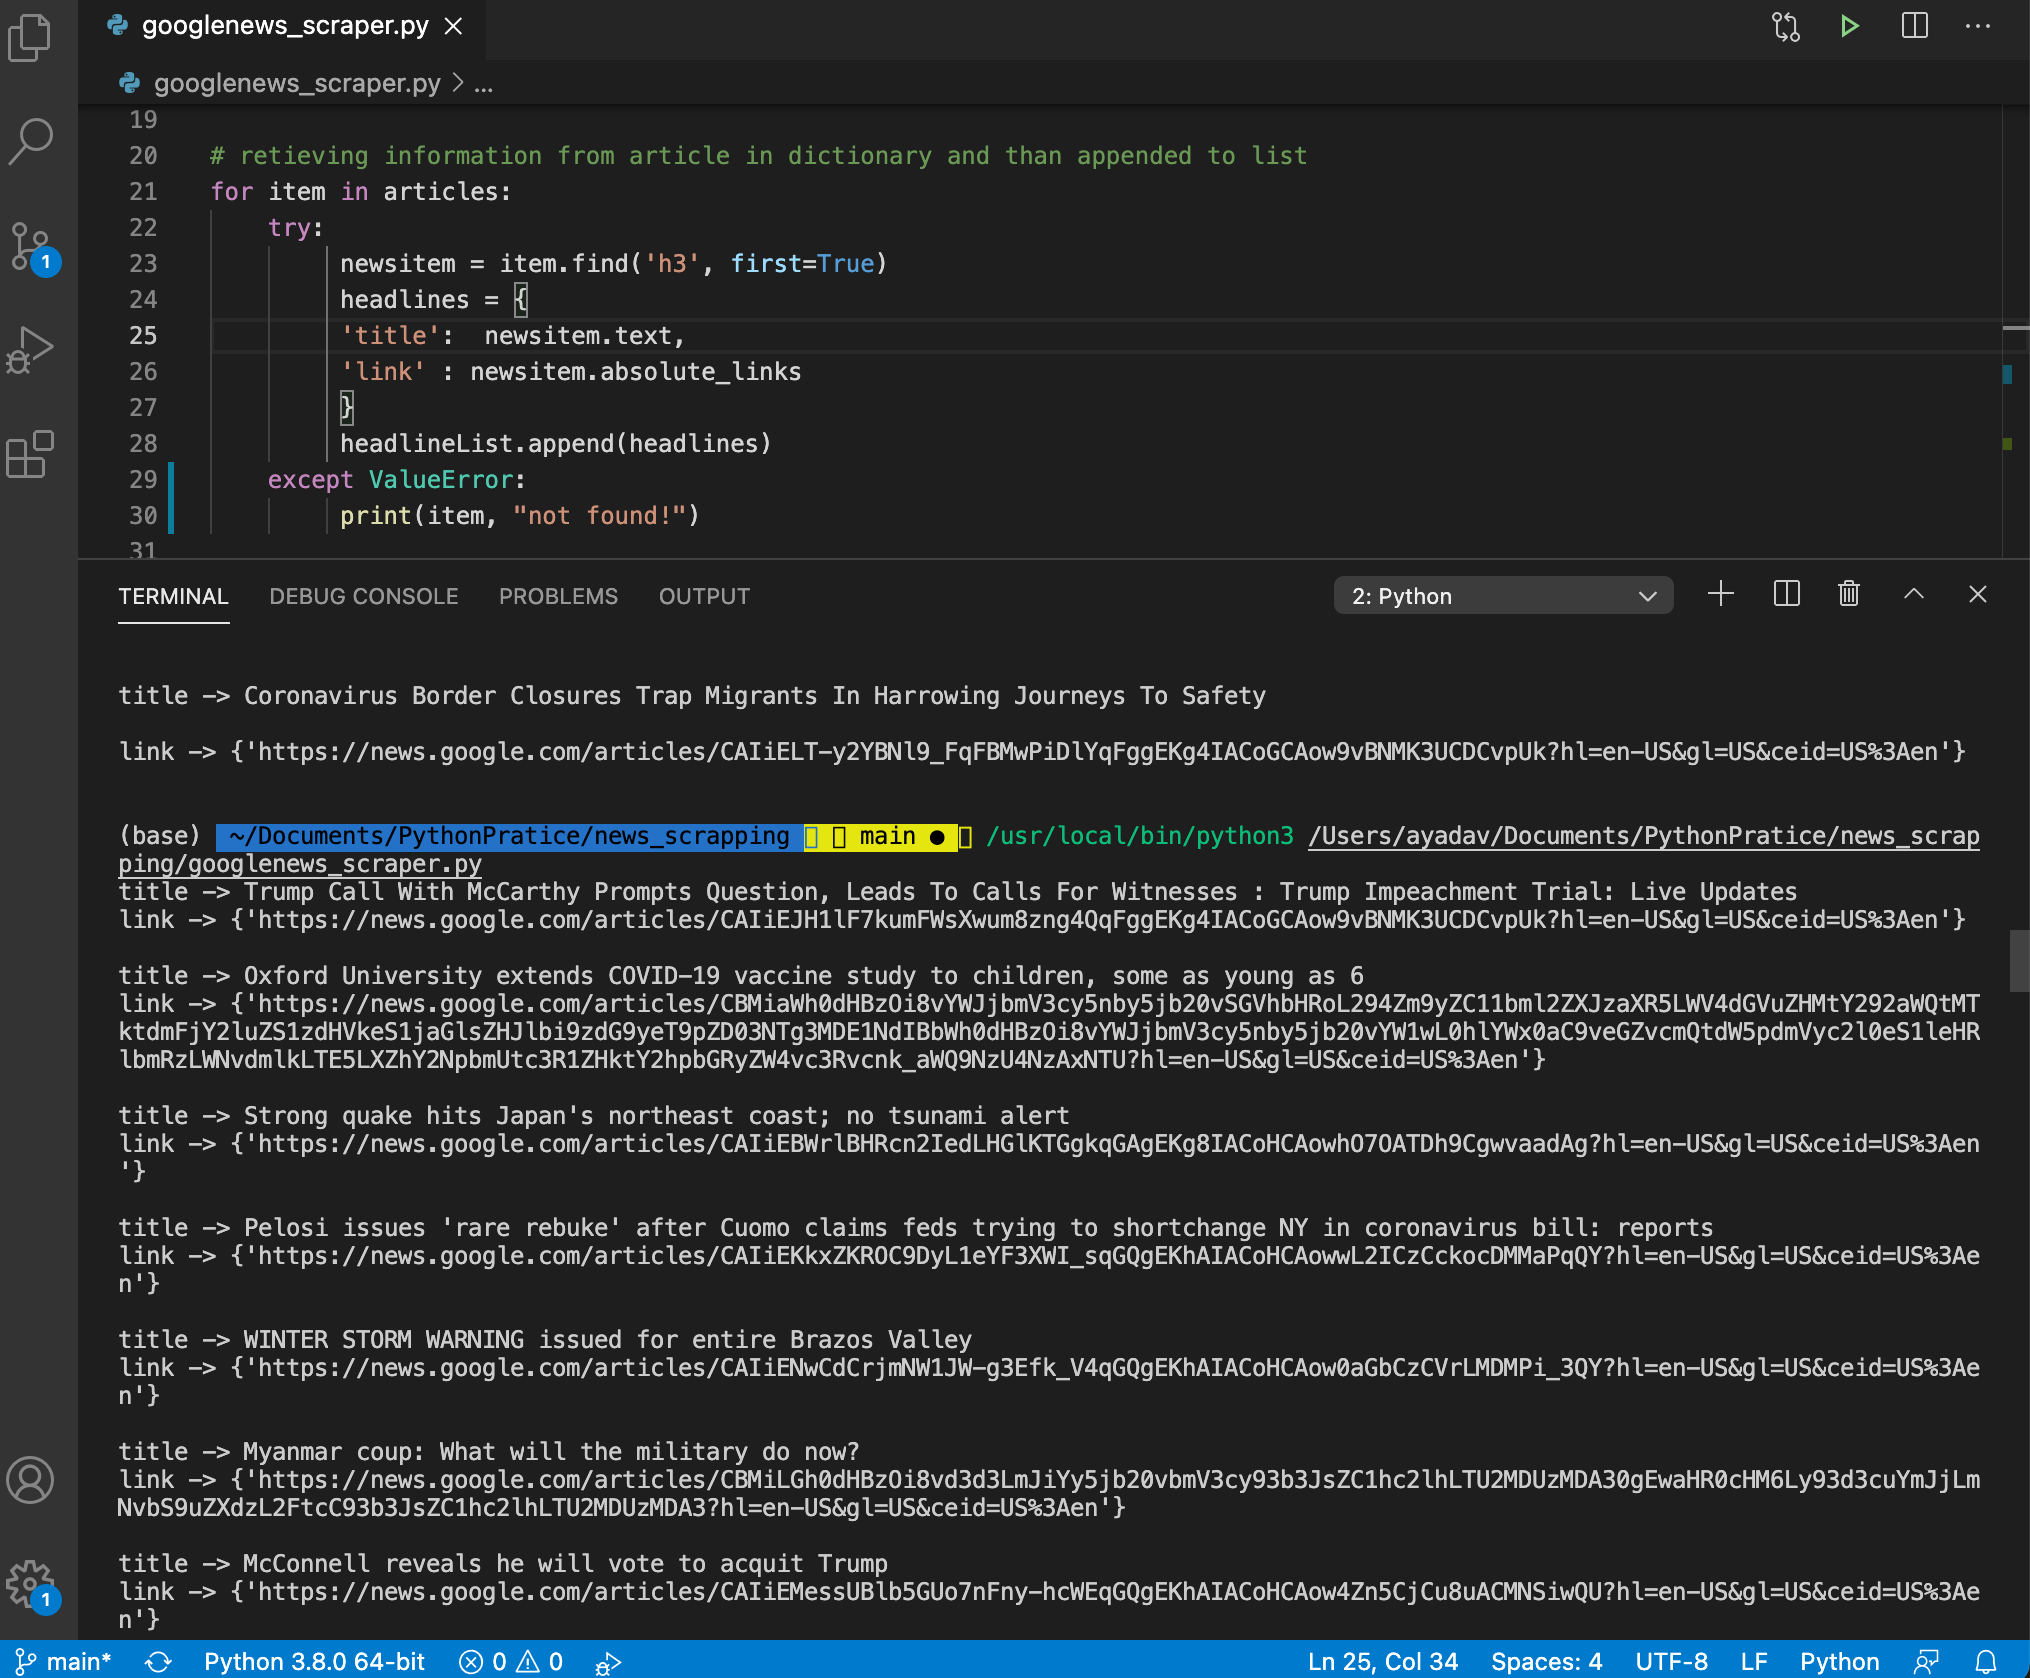 googlenews_scraper.py
googlenews_scraper.py > ...
19
20 # retieving information from article in dictionary and than appended to list
21 for item in articles:
22 try:
23 newsitem = item.find('h3', first=True)
24 headlines = {
25 'title': newsitem.text,
26 'link' : newsitem.absolute_links
27 }
28 headlineList.append(headlines)
29 except ValueError:
30 print(item, "not found!")
31
1
TERMINAL DEBUG CONSOLE PROBLEMS OUTPUT 2: Python
title -> Coronavirus Border Closures Trap Migrants In Harrowing Journeys To Safety
link -> {'https://news.google.com/articles/CAIiELT-y2YBNl9_FqFBMwPiDlYqFggEKg4IACoGCAow9vBNMK3UCDCvpUk?hl=en-US&gl=US&ceid=US%3Aen'}
(base) ~/Documents/PythonPratice/news_scrapping main ● /usr/local/bin/python3 /Users/ayadav/Documents/PythonPratice/news_scrap
ping/googlenews_scraper.py
title -> Trump Call With McCarthy Prompts Question, Leads To Calls For Witnesses : Trump Impeachment Trial: Live Updates
link -> {'https://news.google.com/articles/CAIiEJH1lF7kumFWsXwum8zng4QqFggEKg4IACoGCAow9vBNMK3UCDCvpUk?hl=en-US&gl=US&ceid=US%3Aen'}
title -> Oxford University extends COVID-19 vaccine study to children, some as young as 6
link -> {'https://news.google.com/articles/CBMiaWh0dHBzOi8vYWJjbmV3cy5nby5jb20vSGVhbHRoL294Zm9yZC11bml2ZXJzaXR5LWV4dGVuZHMtY292aWQtMT
ktdmFjY2luZS1zdHVkeS1jaGlsZHJlbi9zdG9yeT9pZD03NTg3MDE1NdIBbWh0dHBzOi8vYWJjbmV3cy5nby5jb20vYW1wL0hlYWx0aC9veGZvcmQtdW5pdmVyc2l0eS1leHR
lbmRzLWNvdmlkLTE5LXZhY2NpbmUtc3R1ZHktY2hpbGRyZW4vc3Rvcnk_aWQ9NzU4NzAxNTU?hl=en-US&gl=US&ceid=US%3Aen'}
title -> Strong quake hits Japan's northeast coast; no tsunami alert
link -> {'https://news.google.com/articles/CAIiEBWrlBHRcn2IedLHGlKTGgkqGAgEKg8IACoHCAowhO7OATDh9CgwvaadAg?hl=en-US&gl=US&ceid=US%3Aen
'}
title -> Pelosi issues 'rare rebuke' after Cuomo claims feds trying to shortchange NY in coronavirus bill: reports
link -> {'https://news.google.com/articles/CAIiEKkxZKROC9DyL1eYF3XWI_sqGQgEKhAIACoHCAowwL2ICzCckocDMMaPqQY?hl=en-US&gl=US&ceid=US%3Ae
n'}
title -> WINTER STORM WARNING issued for entire Brazos Valley
link -> {'https://news.google.com/articles/CAIiENwCdCrjmNW1JW-g3Efk_V4qGQgEKhAIACoHCAow0aGbCzCVrLMDMPi_3QY?hl=en-US&gl=US&ceid=US%3Ae
n'}
title -> Myanmar coup: What will the military do now?
link -> {'https://news.google.com/articles/CBMiLGh0dHBzOi8vd3d3LmJiYy5jb20vbmV3cy93b3JsZC1hc2lhLTU2MDUzMDA30gEwaHR0cHM6Ly93d3cuYmJjLm
NvbS9uZXdzL2FtcC93b3JsZC1hc2lhLTU2MDUzMDA3?hl=en-US&gl=US&ceid=US%3Aen'}
title -> McConnell reveals he will vote to acquit Trump
link -> {'https://news.google.com/articles/CAIiEMessUBlb5GUo7nFny-hcWEqGQgEKhAIACoHCAow4Zn5CjCu8uACMNSiwQU?hl=en-US&gl=US&ceid=US%3Ae
n'}
1
main* Python 3.8.0 64-bit 0 0 Ln 25, Col 34 Spaces: 4 UTF-8 LF Python